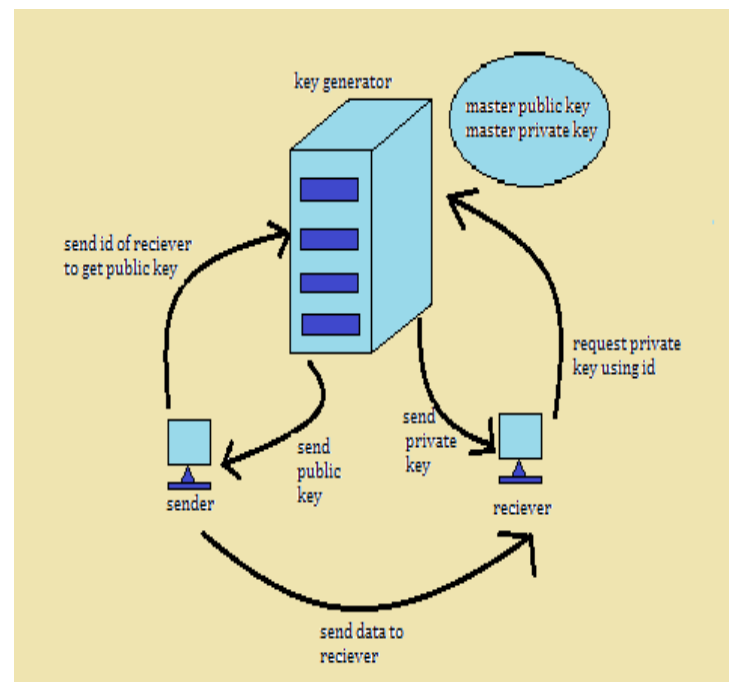 key generator
master public key
master private key
send id of reciever
to get public key
request private
key using id
send
public
key
send
private
key
sender
reciever
send data to
reciever